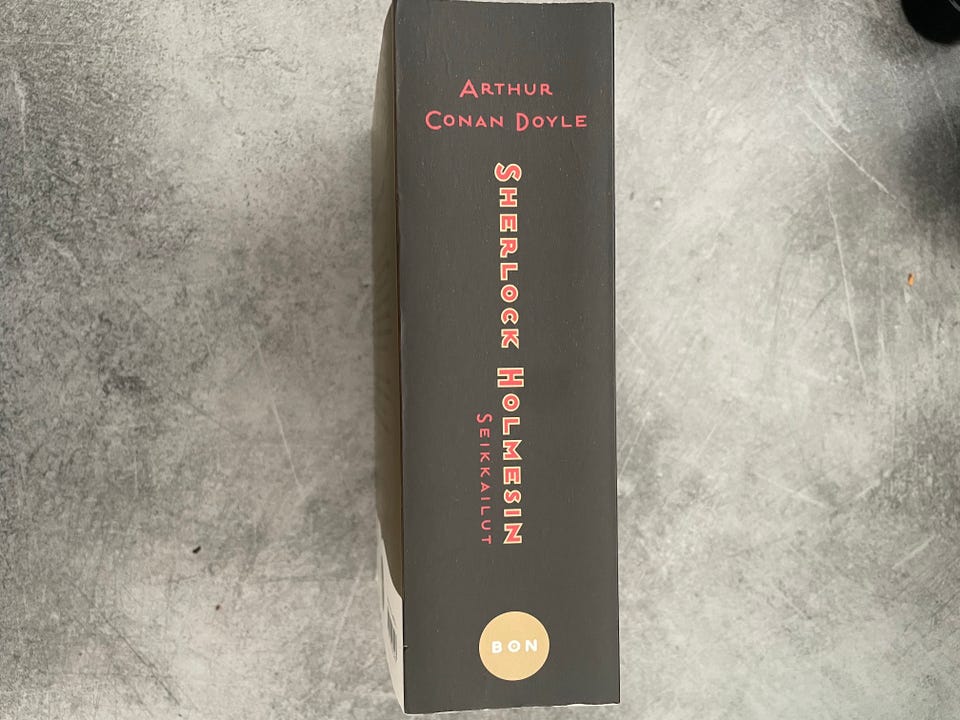 ARTHUR
CONAN DOYLE
SHERLOCK HOLMESIN
SEIKKAILUT
BON